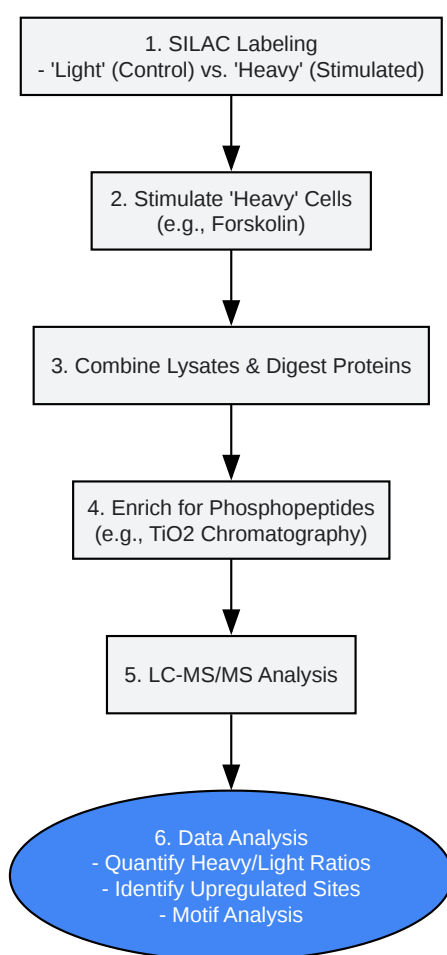 1. SILAC Labeling
- 'Light' (Control) vs. 'Heavy' (Stimulated)
2. Stimulate 'Heavy' Cells
(e.g., Forskolin)
3. Combine Lysates & Digest Proteins
4. Enrich for Phosphopeptides
(e.g., TiO2 Chromatography)
5. LC-MS/MS Analysis
6. Data Analysis
- Quantify Heavy/Light Ratios
- Identify Upregulated Sites
- Motif Analysis